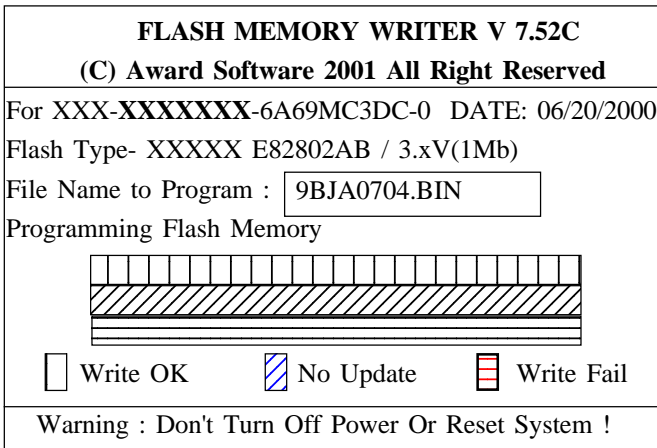 FLASH MEMORY WRITER V 7.52C
(C) Award Software 2001 All Right Reserved
For XXX-XXXXXXX-6A69MC3DC-0 DATE: 06/20/2000
Flash Type- XXXXX E82802AB / 3.xV(1Mb)
File Name to Program : 9BJA0704.BIN
Programming Flash Memory
Write OK No Update Write Fail
Warning : Don't Turn Off Power Or Reset System !